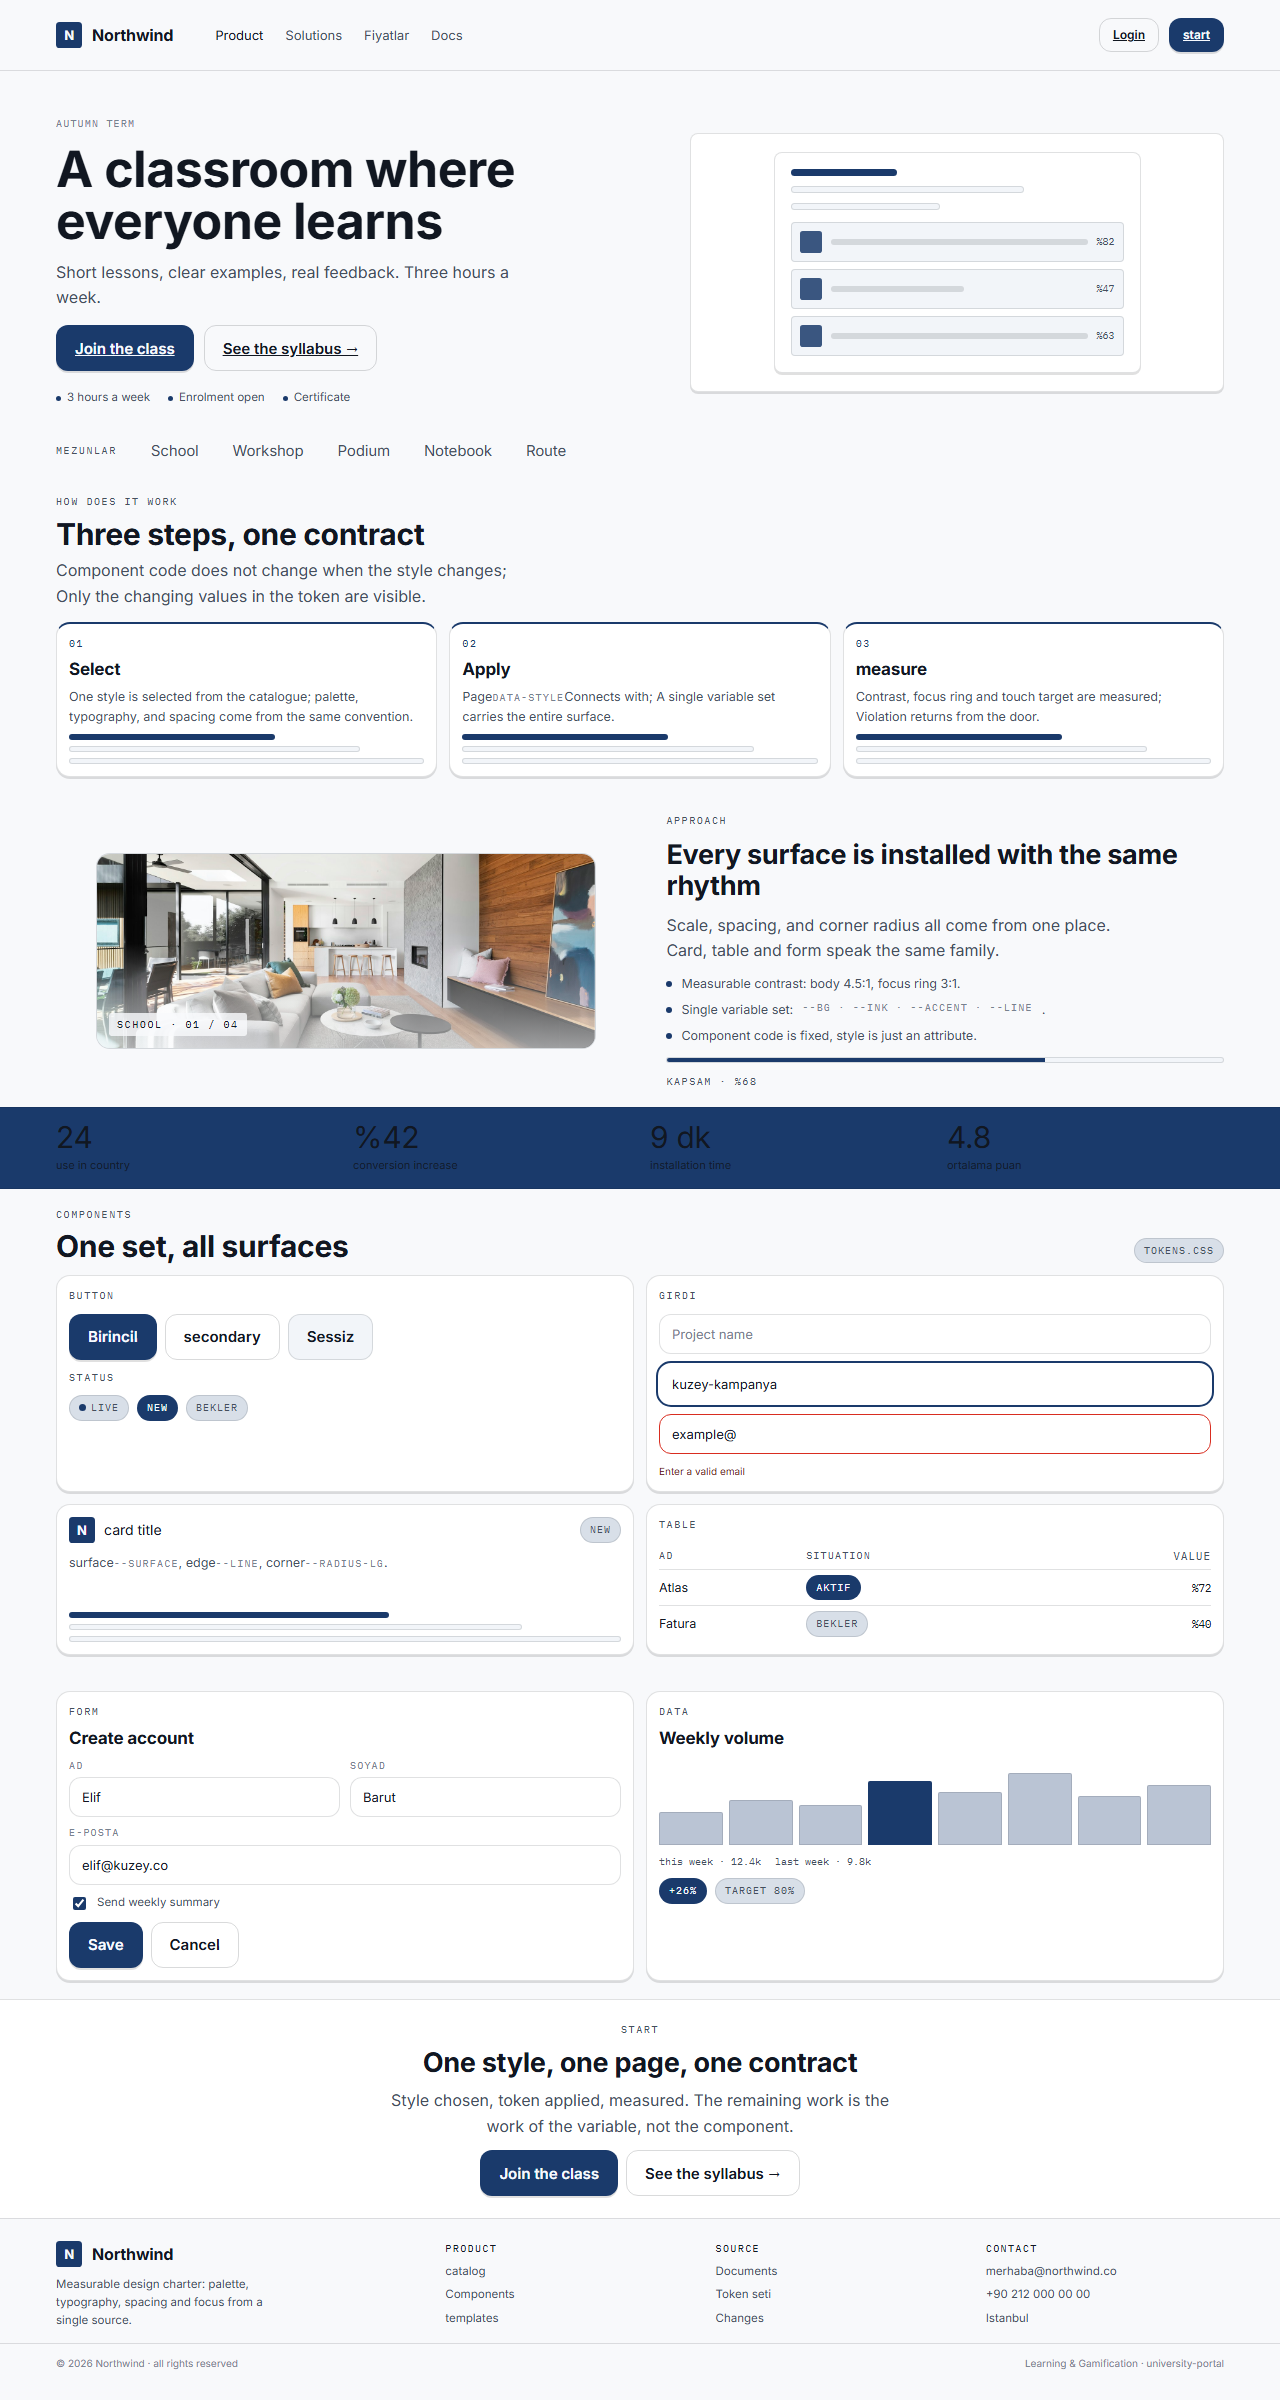 N Northwind Product Solutions Fiyatlar Docs Login start
AUTUMN TERM
A classroom where
everyone learns
Short lessons, clear examples, real feedback. Three hours a
week.
Join the class See the syllabus →
3 hours a week Enrolment open Certificate
%82
%47
%63
MEZUNLAR School Workshop Podium Notebook Route
HOW DOES IT WORK
Three steps, one contract
Component code does not change when the style changes;
Only the changing values in the token are visible.
01
Select
One style is selected from the catalogue; palette,
typography, and spacing come from the same convention.
02
Apply
PageDATA-STYLEConnects with; A single variable set
carries the entire surface.
03
measure
Contrast, focus ring and touch target are measured;
Violation returns from the door.
SCHOOL · 01 / 04
APPROACH
Every surface is installed with the same
rhythm
Scale, spacing, and corner radius all come from one place.
Card, table and form speak the same family.
Measurable contrast: body 4.5:1, focus ring 3:1.
Single variable set: --BG · --INK · --ACCENT · --LINE .
Component code is fixed, style is just an attribute.
KAPSAM · %68
24 %42 9 dk 4.8
use in country conversion increase installation time ortalama puan
COMPONENTS
One set, all surfaces
TOKENS.CSS
BUTTON
Birincil secondary Sessiz
STATUS
LIVE NEW BEKLER
GIRDI
Project name
kuzey-kampanya
example@
Enter a valid email
N card title NEW
surface--SURFACE, edge--LINE, corner--RADIUS-LG.
TABLE
AD SITUATION VALUE
Atlas AKTIF %72
Fatura BEKLER %40
FORM
Create account
AD SOYAD
Elif Barut
E-POSTA
elif@kuzey.co
Send weekly summary
Save Cancel
DATA
Weekly volume
this week · 12.4k last week · 9.8k
+26% TARGET 80%
START
One style, one page, one contract
Style chosen, token applied, measured. The remaining work is the
work of the variable, not the component.
Join the class See the syllabus →
N Northwind
Measurable design charter: palette,
typography, spacing and focus from a
single source.
PRODUCT
catalog
Components
templates
SOURCE
Documents
Token seti
Changes
CONTACT
merhaba@northwind.co
+90 212 000 00 00
Istanbul
© 2026 Northwind · all rights reserved
Learning & Gamification · university-portal